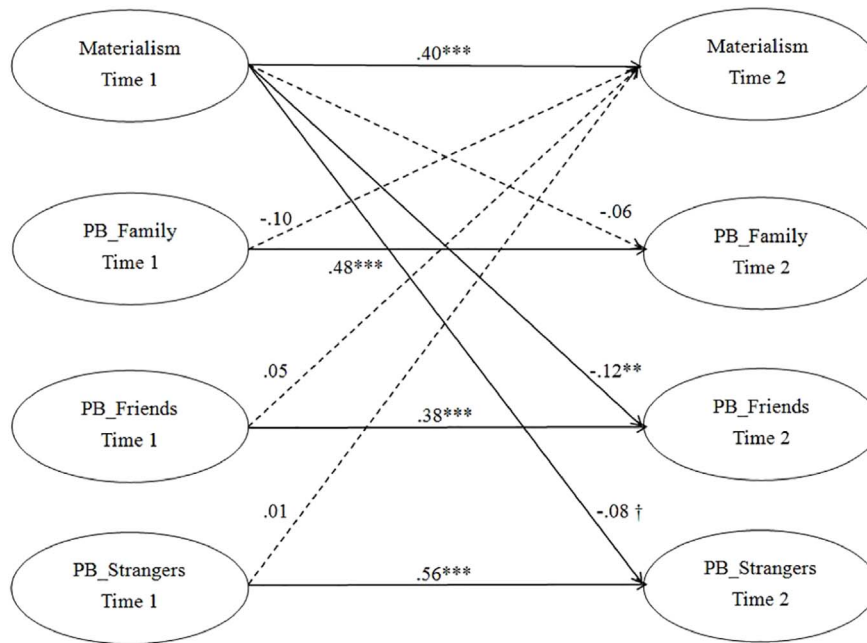 Materialism
Time 1
.40***
Materialism
Time 2
PB_Family
Time 1
-.10
.48***
-.06
PB_Family
Time 2
PB_Friends
Time 1
.05
.38***
-.12**
PB_Friends
Time 2
PB_Strangers
Time 1
.01
.56***
-.08 †
PB_Strangers
Time 2